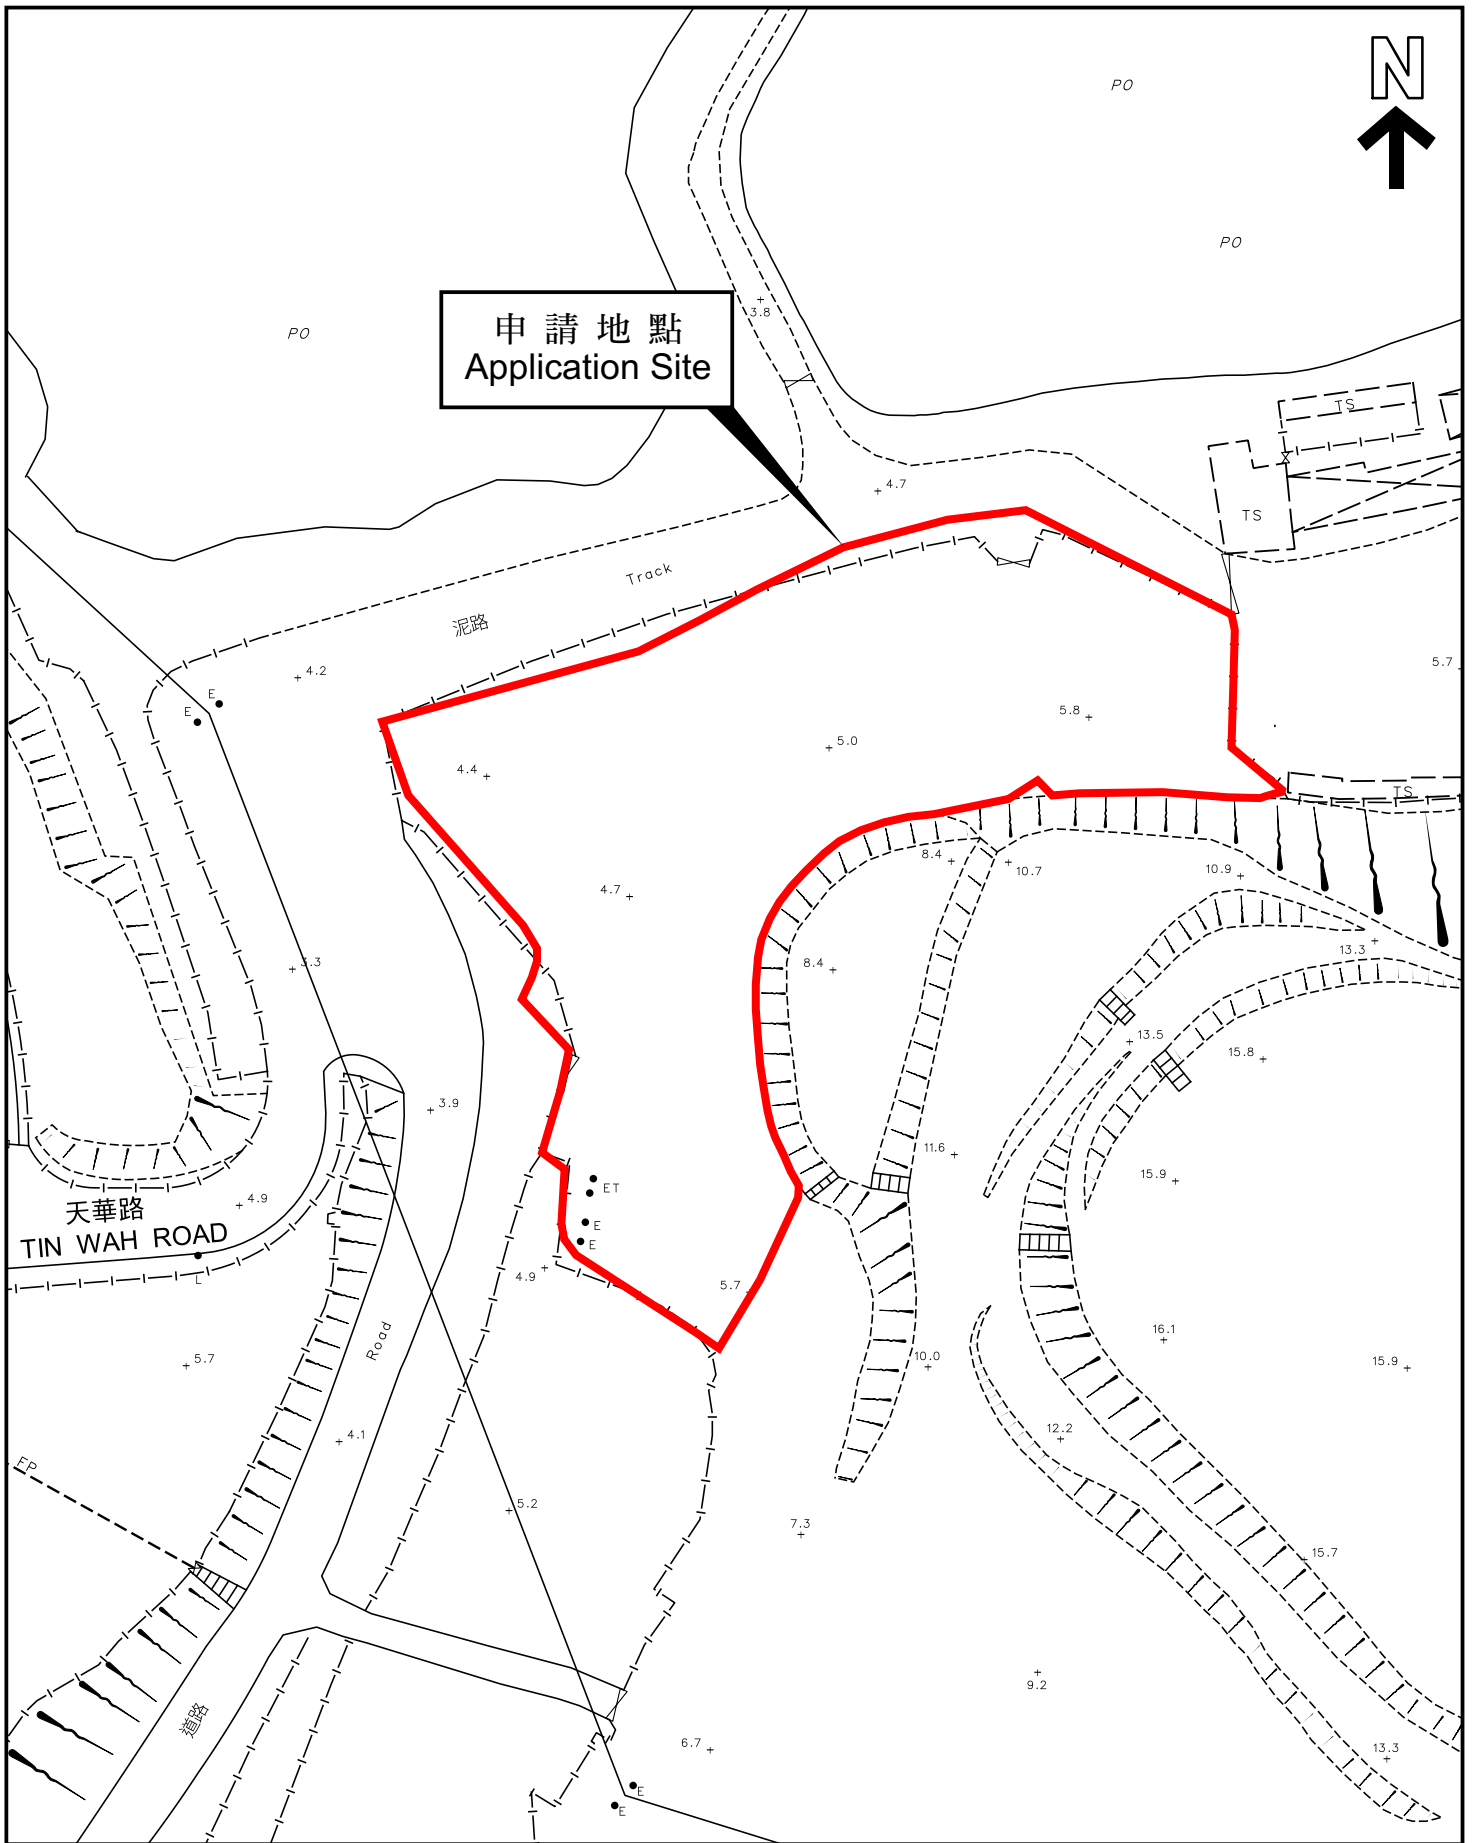 N
PO
PO
3.8
PO
申請地點
Application Site
TS
4.7
TS
Track
泥路
5.7
4.2
E
E
5.8
5.0
4.4
TS
8.4
10.7
10.9
4.7
13.3
3.3
8.4
13.5
15.8
3.9
11.6
15.9
ET
天華路
4.9
E
TIN WAH ROAD
E
L
4.9
5.7
Road
16.1
5.7
10.0
15.9
4.1
12.2
FP
5.2
7.3
15.7
9.2
道路
6.7
13.3
E
E